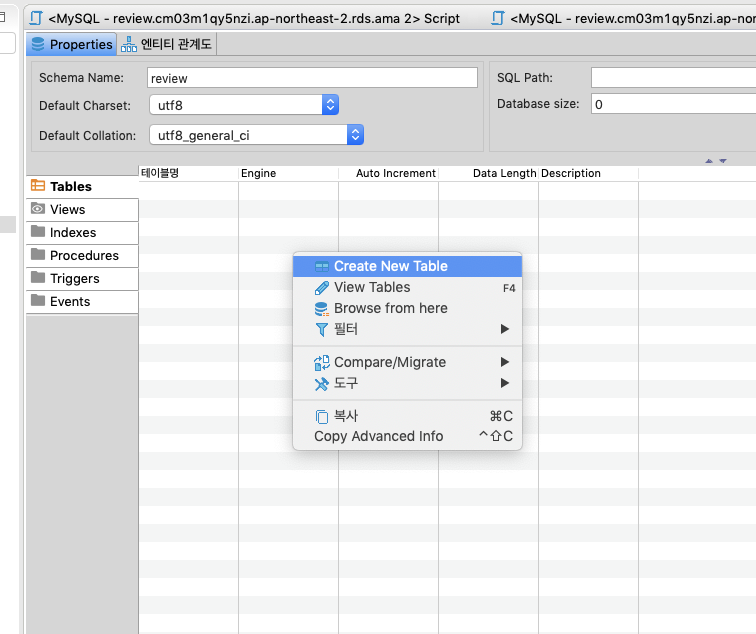 <MySQL - review.cm03m1qy5nzi.ap-northeast-2.rds.ama 2> Script
<MySQL - review.cm03m1qy5nzi.ap-no
Properties
엔티티 관계도
Schema Name: review
SQL Path:
Default Charset: utf8
Database size: 0
Default Collation: utf8_general_ci
테이블명 Engine Auto Increment Data Length Description
Tables
Views
Indexes
Procedures
Triggers
Events
Create New Table
View Tables F4
Browse from here
필터
Compare/Migrate
도구
복사 ⌘C
Copy Advanced Info ^⇧C